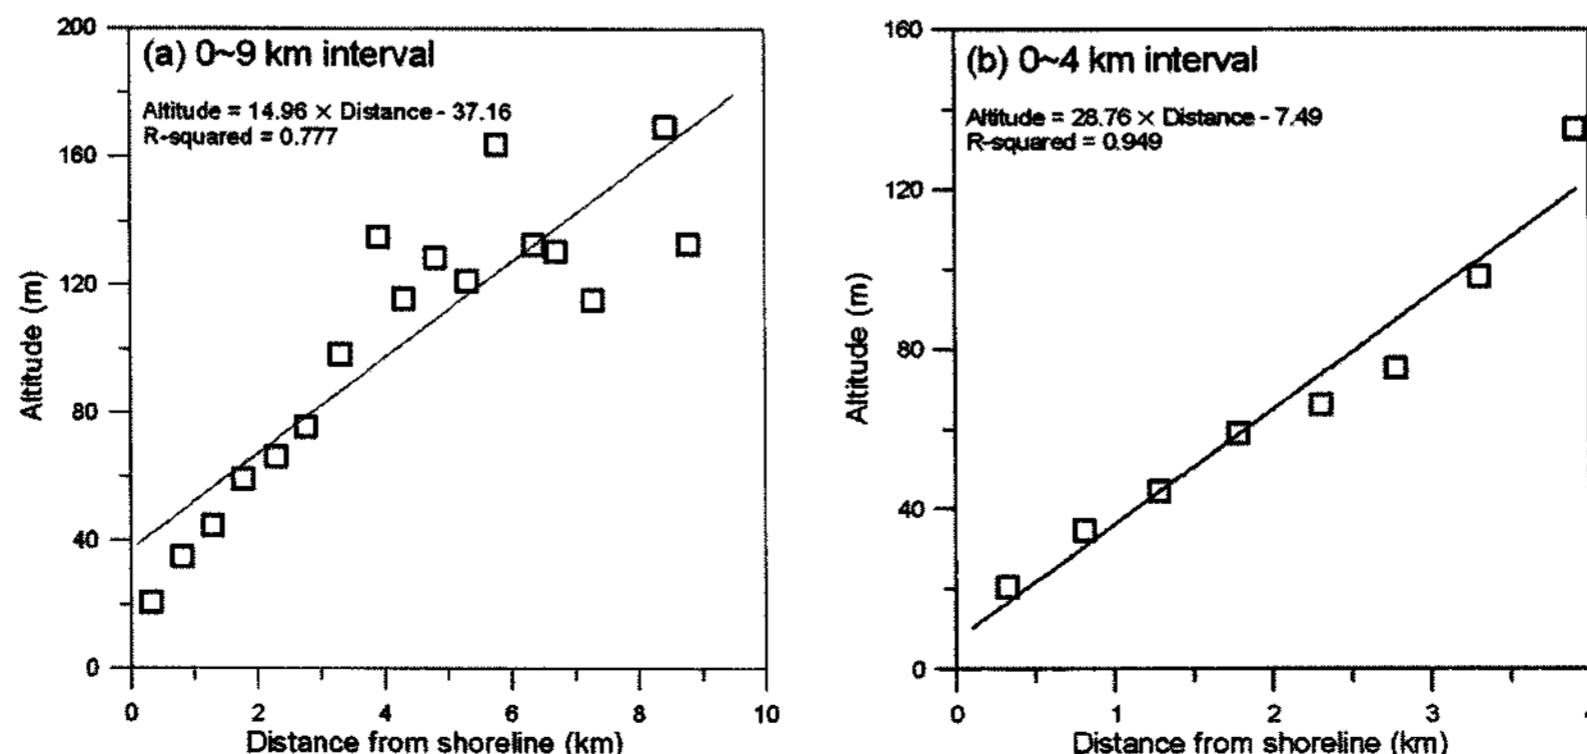 (a) 0~9 km interval
Altitude = 14.96 × Distance - 37.16
R-squared = 0.777
200
160
120
80
40
0
Altitude (m)
0 2 4 6 8 10
Distance from shoreline (km)
(b) 0~4 km interval
Altitude = 28.76 × Distance - 7.49
R-squared = 0.949
160
120
80
40
0
Altitude (m)
0 1 2 3
Distance from shoreline (km)